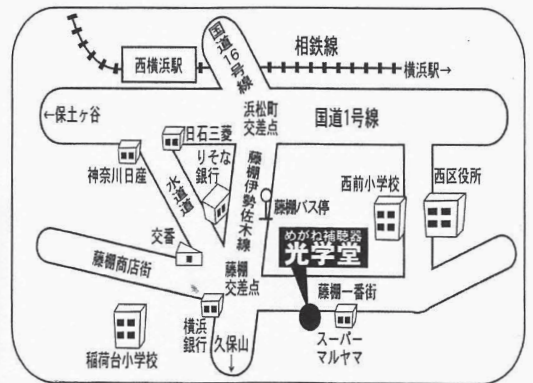 相鉄線
西横浜駅
横浜駅→
国道16号線
←保土ヶ谷
浜松町
交差点
国道1号線
日石三菱
神奈川日産
りそな
銀行
水道道
藤棚伊勢佐木線
藤棚バス停
西前小学校
西区役所
交番
めがね補聴器
光学堂
藤棚商店街
藤棚
交差点
藤棚一番街
横浜
銀行
スーパー
マルヤマ
稲荷台小学校
久保山
↓